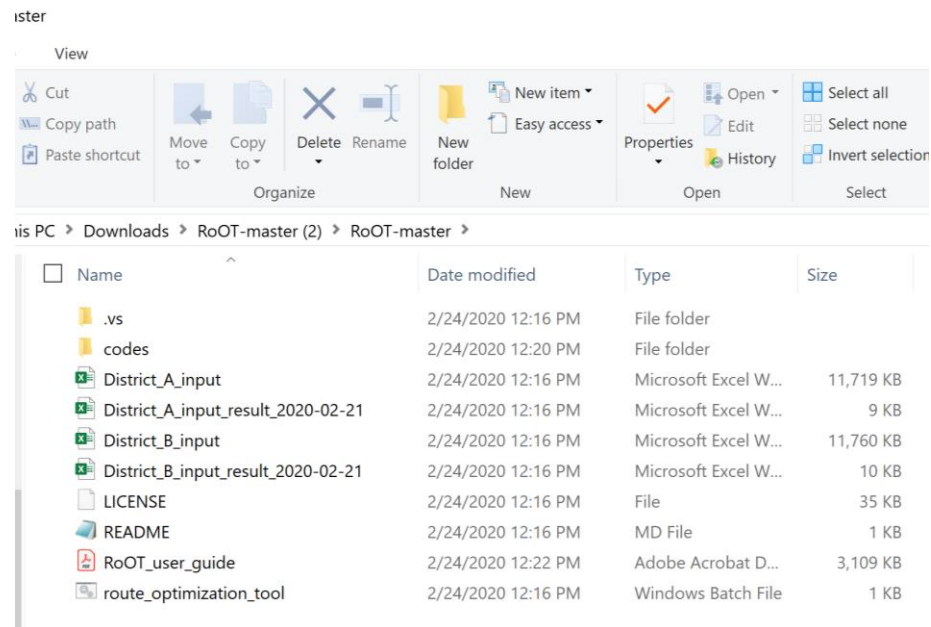 aster
View
Cut
Copy path
Paste shortcut
Move to
Copy to
Delete
Rename
New folder
New item
Easy access
Properties
Open
Edit
History
Select all
Select none
Invert selection
Organize
New
Open
Select
his PC > Downloads > RoOT-master (2) > RoOT-master >
Name Date modified Type Size
.vs 2/24/2020 12:16 PM File folder
codes 2/24/2020 12:20 PM File folder
District_A_input 2/24/2020 12:16 PM Microsoft Excel W... 11,719 KB
District_A_input_result_2020-02-21 2/24/2020 12:16 PM Microsoft Excel W... 9 KB
District_B_input 2/24/2020 12:16 PM Microsoft Excel W... 11,760 KB
District_B_input_result_2020-02-21 2/24/2020 12:16 PM Microsoft Excel W... 10 KB
LICENSE 2/24/2020 12:16 PM File 35 KB
README 2/24/2020 12:16 PM MD File 1 KB
RoOT_user_guide 2/24/2020 12:22 PM Adobe Acrobat D... 3,109 KB
route_optimization_tool 2/24/2020 12:16 PM Windows Batch File 1 KB